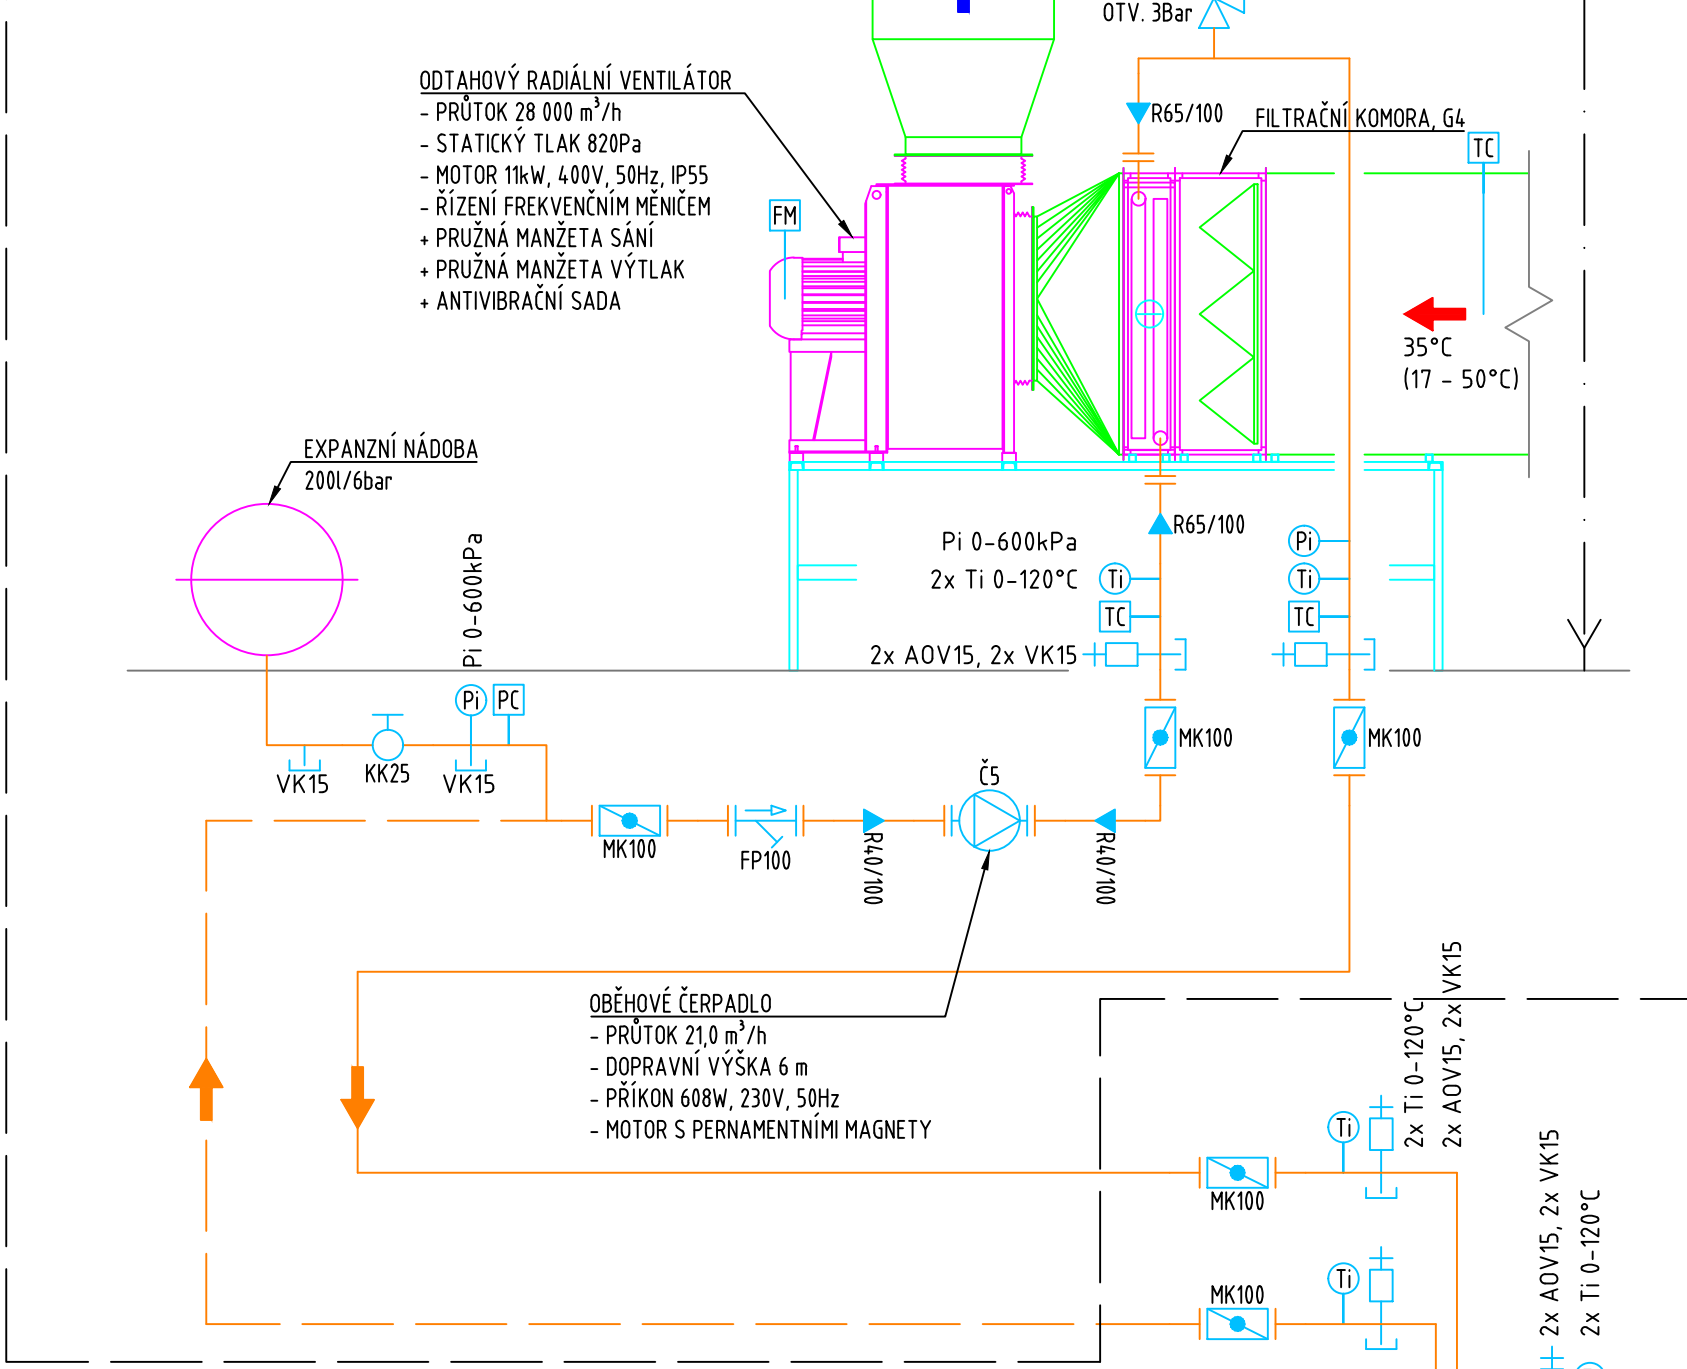 OTV. 3Bar
ODTAHOVÝ RADIÁLNÍ VENTILÁTOR
- PRŮTOK 28 000 m³/h
- STATICKÝ TLAK 820Pa
- MOTOR 11kW, 400V, 50Hz, IP55
- ŘÍZENÍ FREKVENČNÍM MĚNIČEM
+ PRUŽNÁ MANŽETA SÁNÍ
+ PRUŽNÁ MANŽETA VÝTLAK
+ ANTIVIBRAČNÍ SADA
FM
R65/100
FILTRAČNÍ KOMORA, G4
TC
35°C
(17 - 50°C)
EXPANZNÍ NÁDOBA
200l/6bar
Pi 0-600kPa
R65/100
Pi 0-600kPa
Pi
2x Ti 0-120°C
Ti
Ti
TC
TC
2x AOV15, 2x VK15
Pi
PC
VK15
KK25
VK15
MK100
MK100
Č5
MK100
FP100
R40/100
R40/100
OBĚHOVÉ ČERPADLO
- PRŮTOK 21,0 m³/h
- DOPRAVNÍ VÝŠKA 6 m
- PŘÍKON 608W, 230V, 50Hz
- MOTOR S PERNAMENTNÍMI MAGNETY
2x Ti 0-120°C
2x AOV15, 2x VK15
Ti
MK100
2x AOV15, 2x VK15
2x Ti 0-120°C
Ti
MK100